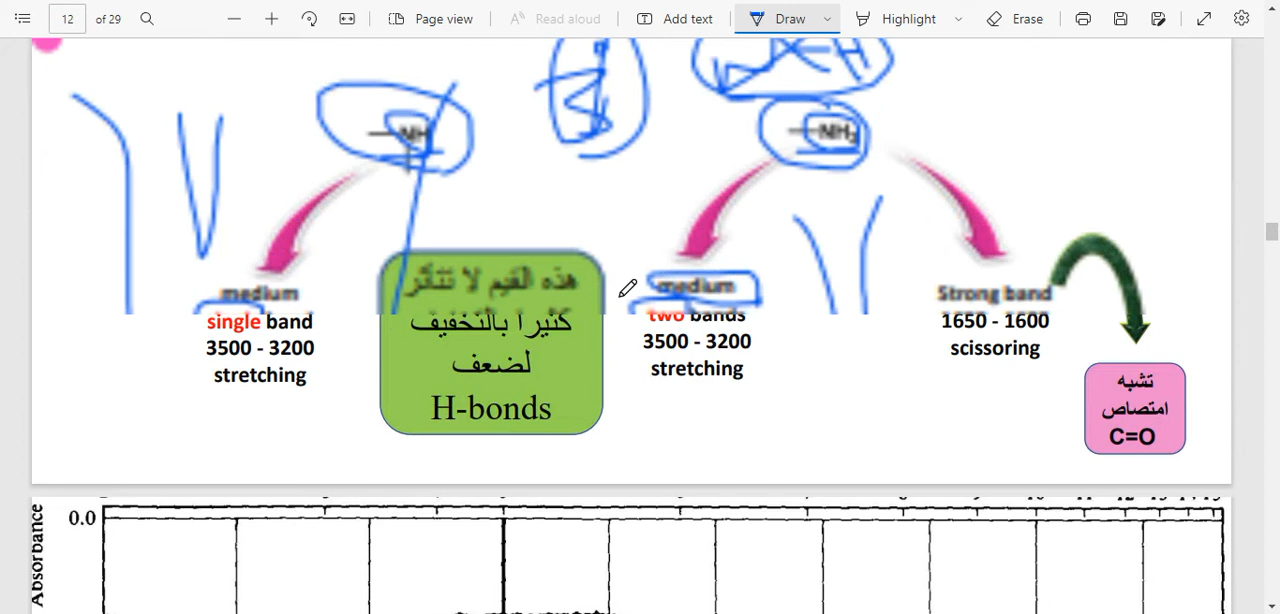 12 of 29 Page view Read aloud Add text Draw Highlight Erase
—NH —NH₂
medium
single band
3500 - 3200
stretching
هذه القيم لا تتأثر
كثيرا بالتخفيف
لضعف
H-bonds
medium
two bands
3500 - 3200
stretching
Strong band
1650 - 1600
scissoring
تشبه
امتصاص
C=O
Absorbance
0.0